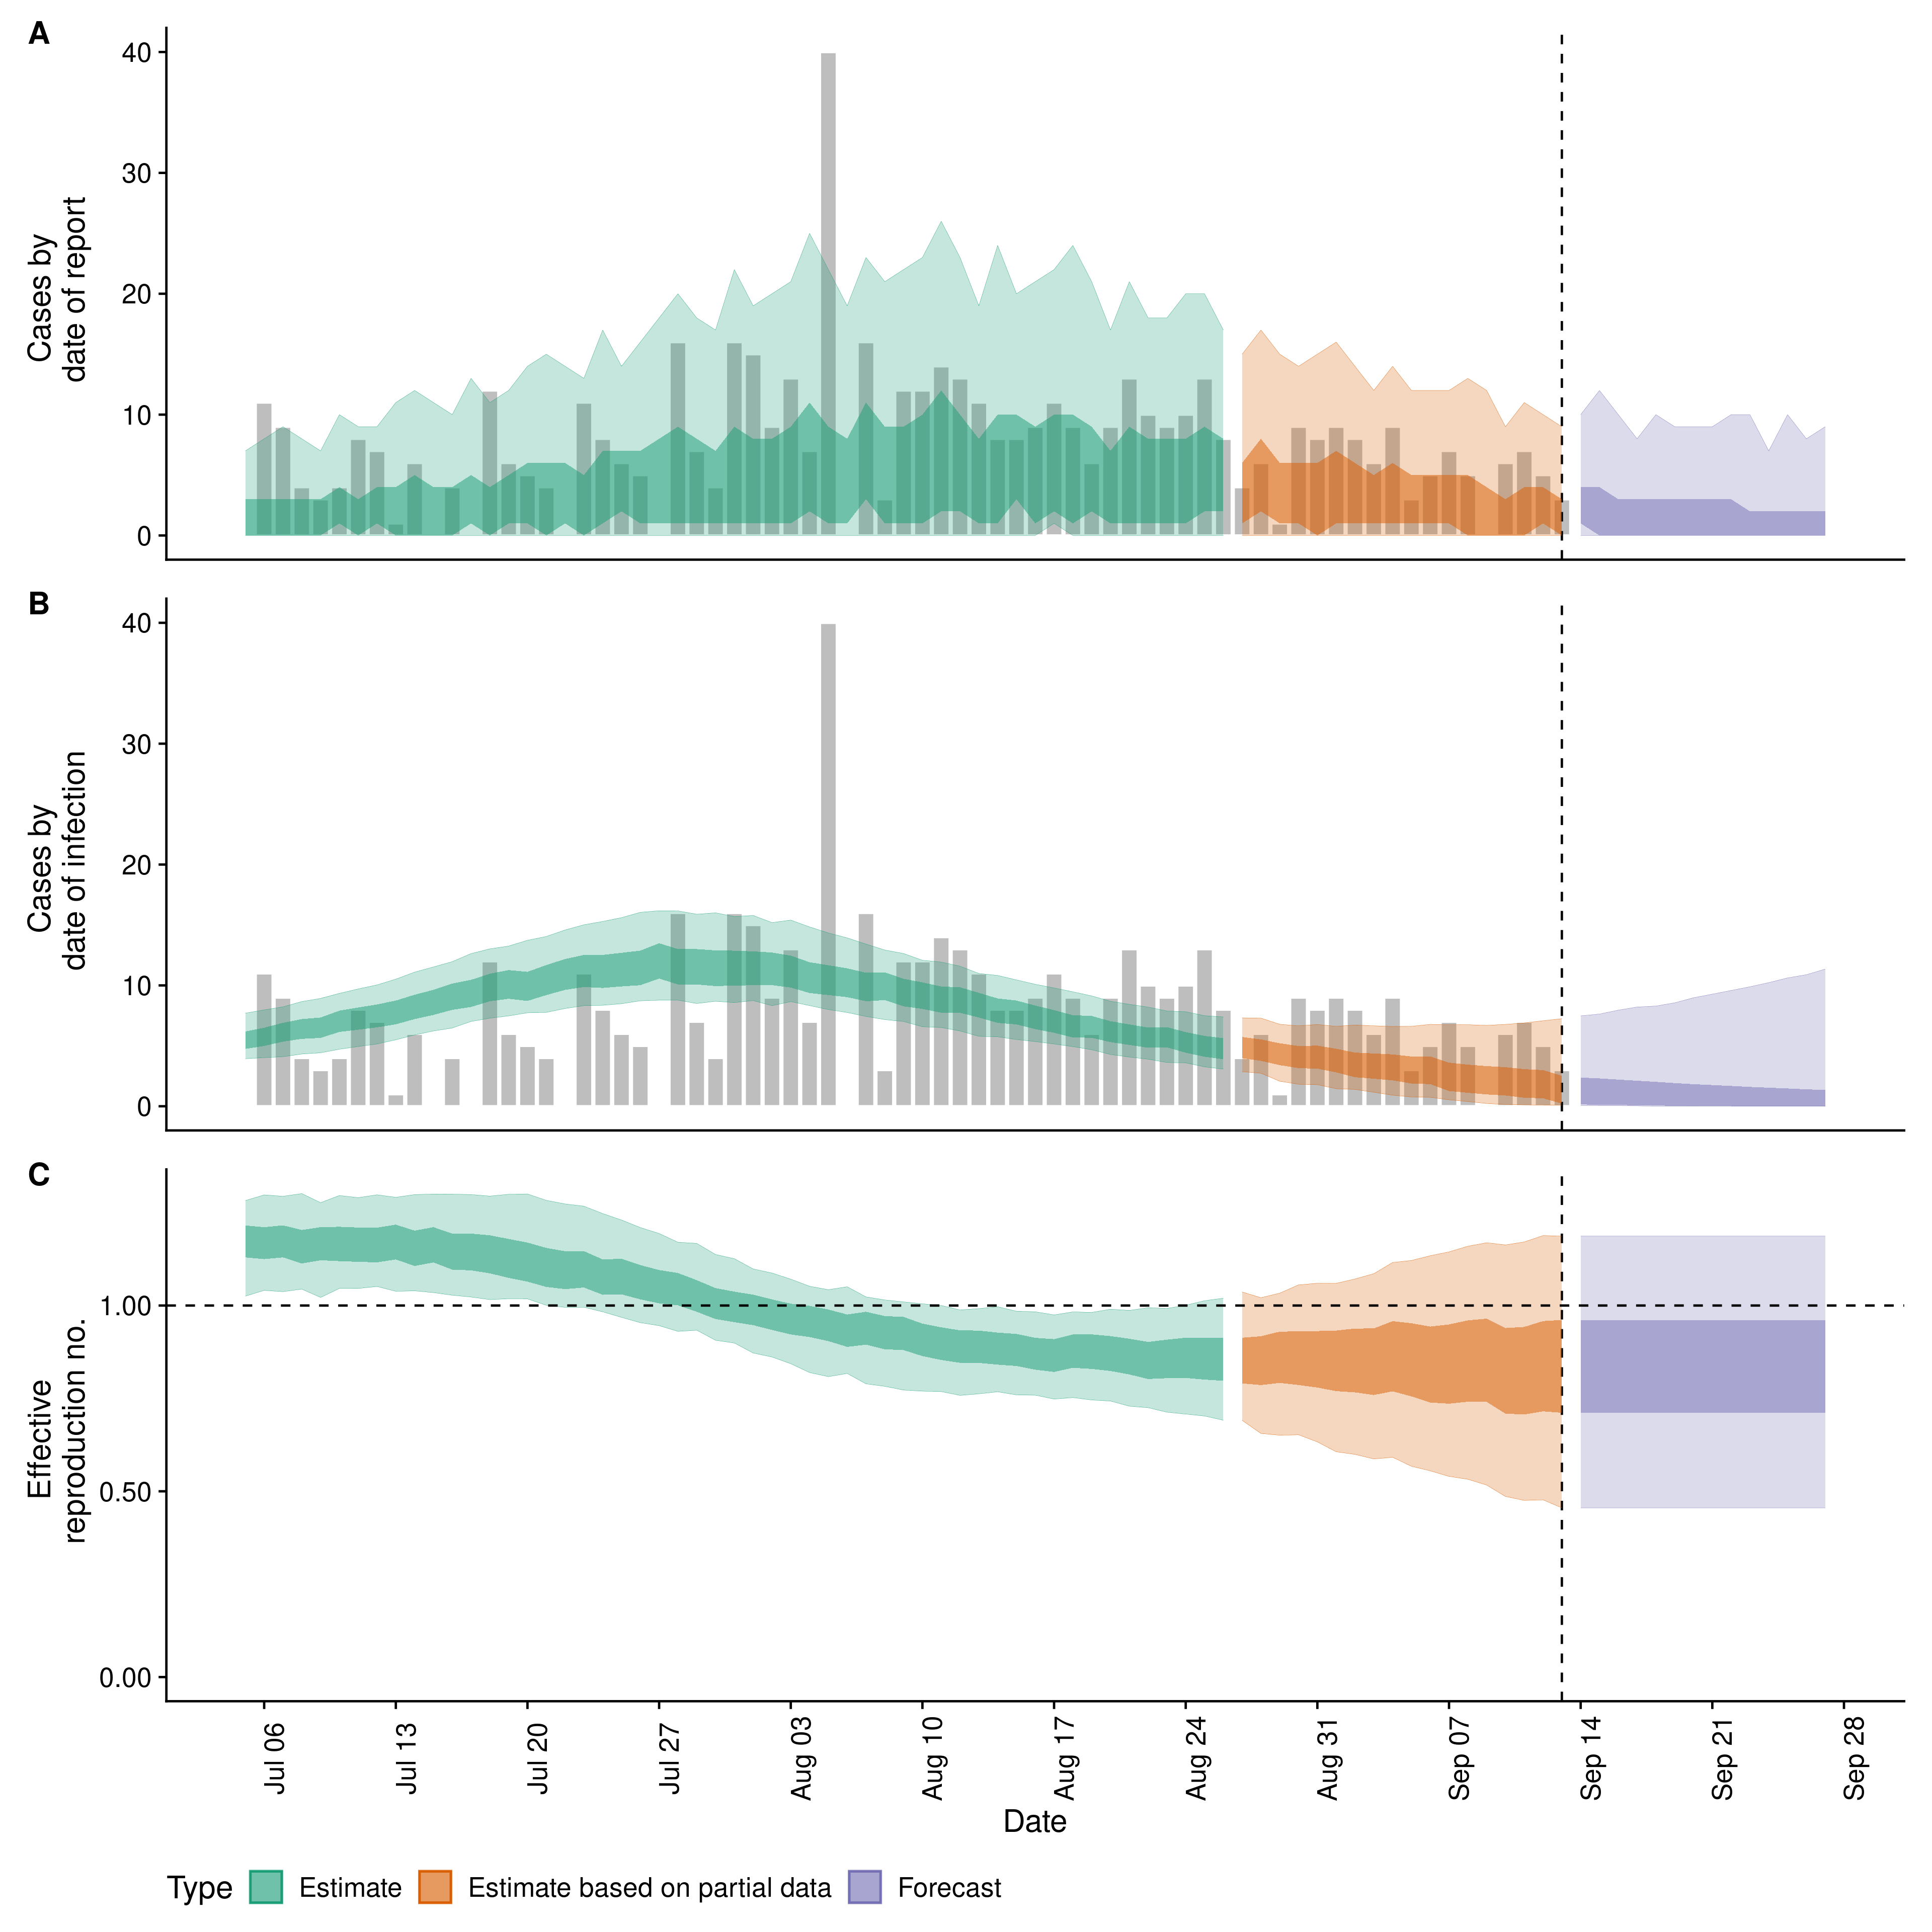 A
40
30
20
10
0
Cases by
date of report
B
40
30
20
10
0
Cases by
date of infection
C
1.00
0.50
0.00
Effective
reproduction no.
Jul 06
Jul 13
Jul 20
Jul 27
Aug 03
Aug 10
Aug 17
Aug 24
Aug 31
Sep 07
Sep 14
Sep 21
Sep 28
Date
Type Estimate Estimate based on partial data Forecast